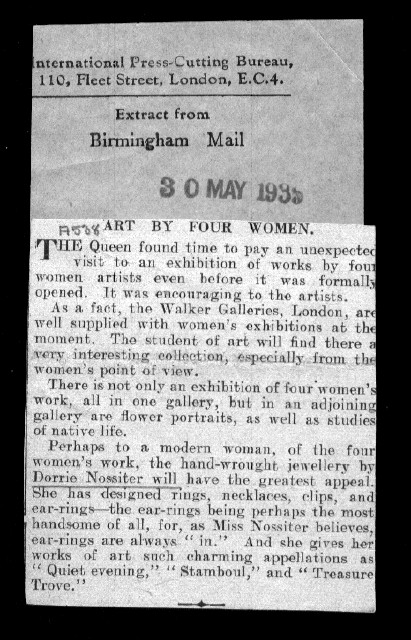 International Press-Cutting Bureau,
110, Fleet Street, London, E.C.4.
Extract from
Birmingham Mail
30 MAY 1935
ART BY FOUR WOMEN.
THE Queen found time to pay an unexpected
visit to an exhibition of works by four
women artists even before it was formally
opened. It was encouraging to the artists.
As a fact, the Walker Galleries, London, are
well supplied with women's exhibitions at the
moment. The student of art will find there a
very interesting collection, especially from the
women's point of view.
There is not only an exhibition of four women's
work, all in one gallery, but in an adjoining
gallery are flower portraits, as well as studies
of native life.
Perhaps to a modern woman, of the four
women's work, the hand-wrought jewellery by
Dorrie Nossiter will have the greatest appeal.
She has designed rings, necklaces, clips, and
ear-rings—the ear-rings being perhaps the most
handsome of all, for, as Miss Nossiter believes,
ear-rings are always "in." And she gives her
works of art such charming appellations as
"Quiet evening," "Stamboul," and "Treasure
Trove."